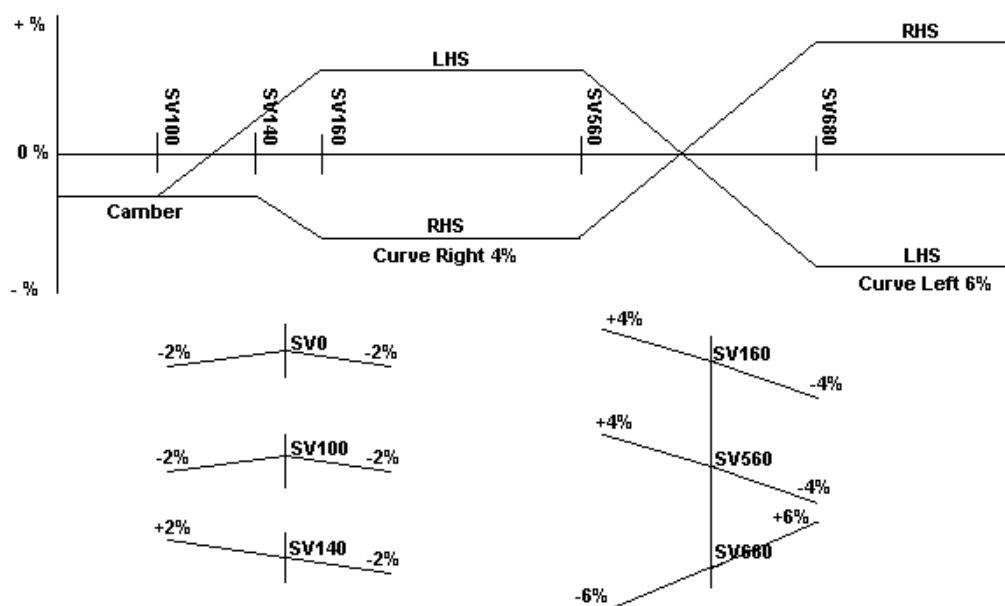 + %
LHS
RHS
SV100
SV140
SV160
SV560
SV680
0 %
Camber
RHS
Curve Right 4%
LHS
Curve Left 6%
- %
-2%
SV0
-2%
+4%
SV160
-4%
-2%
SV100
-2%
+4%
SV560
-4%
+2%
SV140
-2%
+6%
SV680
-6%